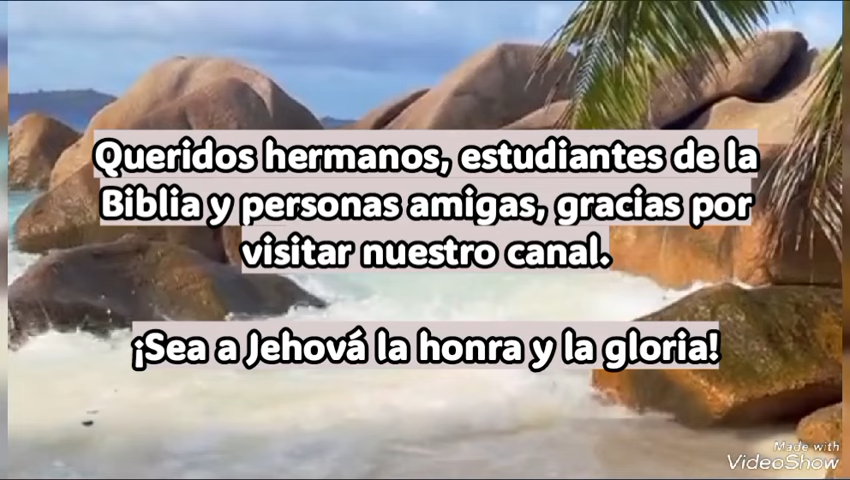 Queridos hermanos, estudiantes de la
Biblia y personas amigas, gracias por
visitar nuestro canal.
¡Sea a Jehová la honra y la gloria!
Made with
VideoShow